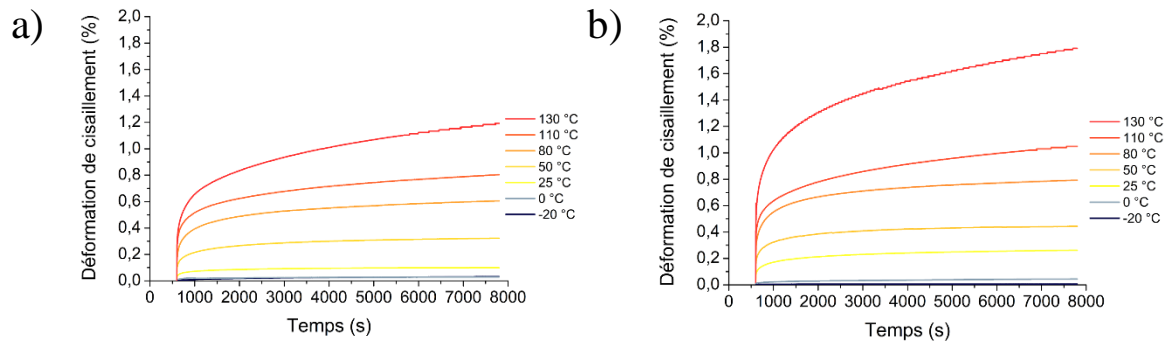 a)
Déformation de cisaillement (%)
2,0
1,8
1,6
1,4
1,2
1,0
0,8
0,6
0,4
0,2
0,0
0 1000 2000 3000 4000 5000 6000 7000 8000
Temps (s)
130 °C
110 °C
80 °C
50 °C
25 °C
0 °C
-20 °C
b)
Déformation de cisaillement (%)
2,0
1,8
1,6
1,4
1,2
1,0
0,8
0,6
0,4
0,2
0,0
0 1000 2000 3000 4000 5000 6000 7000 8000
Temps (s)
130 °C
110 °C
80 °C
50 °C
25 °C
0 °C
-20 °C